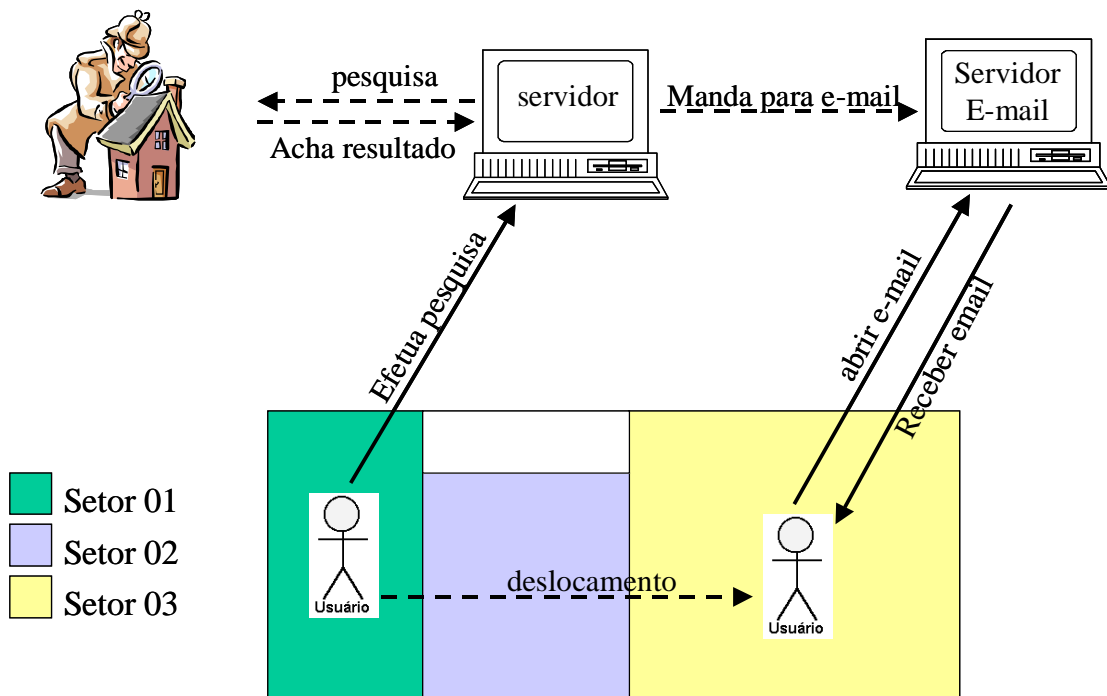 pesquisa
Acha resultado
servidor
Manda para e-mail
Servidor
E-mail
Efetua pesquisa
abrir e-mail
Receber email
Setor 01
Setor 02
Setor 03
Usuário
deslocamento
Usuário